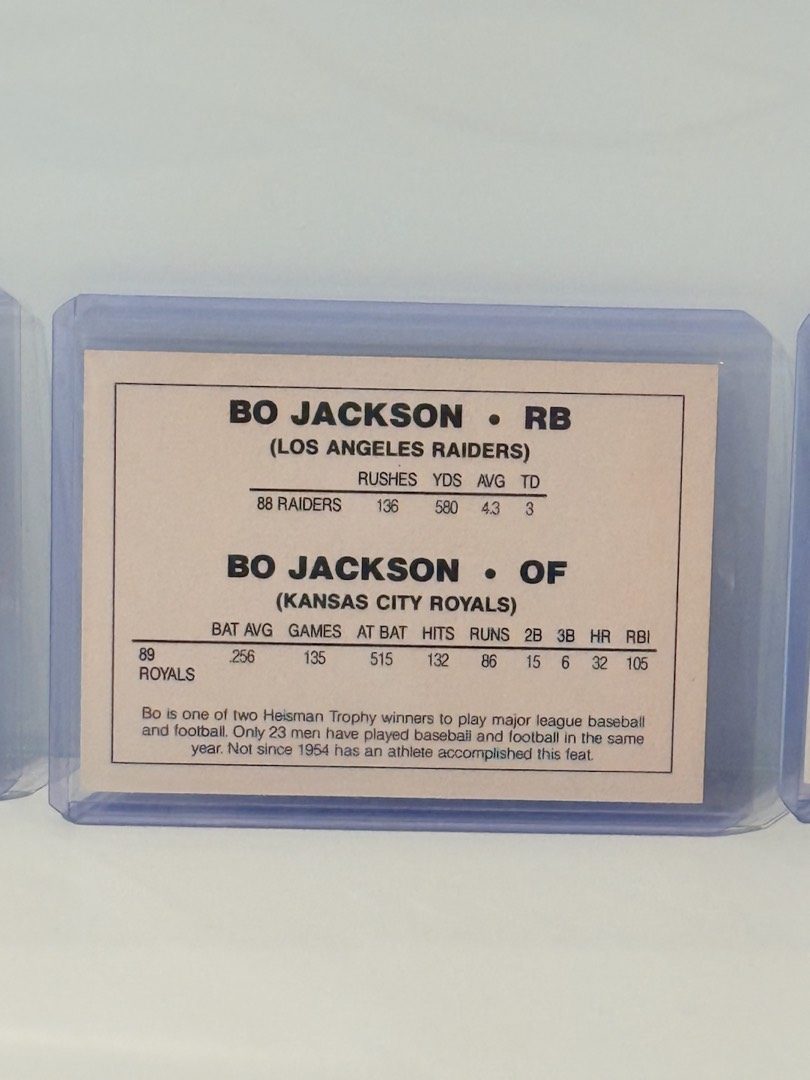 BO JACKSON • RB
(LOS ANGELES RAIDERS)
RUSHES YDS AVG TD
88 RAIDERS 136 580 4.3 3
BO JACKSON • OF
(KANSAS CITY ROYALS)
BAT AVG GAMES AT BAT HITS RUNS 2B 3B HR RBI
89 ROYALS .256 135 515 132 86 15 6 32 105
Bo is one of two Heisman Trophy winners to play major league baseball
and football. Only 23 men have played baseball and football in the same
year. Not since 1954 has an athlete accomplished this feat.